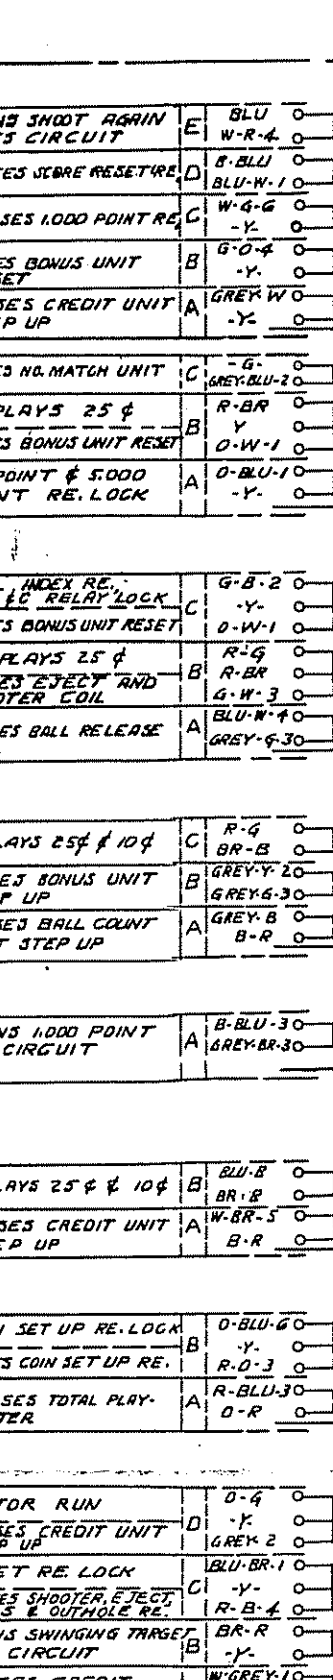 NS SHOOT AGAIN E BLU
S CIRCUIT W-R-4
ES SCORE RESET RE. D B-BLU
BLU-W-1
SES 1,000 POINT RE. C W-G-G
-Y-
ES BONUS UNIT B G-O-4
SET -Y-
SES CREDIT UNIT A GREY-W
P UP -Y-
S NO. MATCH UNIT C -G-
GREY-BLU-2
PLAYS 25 ¢ R-BR
B Y
S BONUS UNIT RESET O-W-1
POINT & 5,000 A O-BLU-1
NT RE. LOCK -Y-
INDEX RE. G-B-2
RELAY LOCK C -Y-
S BONUS UNIT RESET O-W-1
PLAYS 25 ¢ R-G
ES EJECT AND B R-BR
OTER COIL G-W-3
ES BALL RELEASE A BLU-W-4
GREY-G-3
AYS 25¢ & 10¢ C R-G
BR-B
ES BONUS UNIT B GREY-Y-2
P UP GREY-G-3
SES BALL COUNT A GREY-B
T STEP UP B-R
NS 1,000 POINT A B-BLU-3
CIRCUIT GREY-BR-3
AYS 25¢ & 10¢ B BLU-B
BR-B
SES CREDIT UNIT A W-BR-5
EP UP B-R
N SET UP RE. LOCK O-BLU-G
B -Y-
S COIN SET UP RE. R-O-3
SES TOTAL PLAY- A R-BLU-3
TER O-R
TOR RUN O-G
SES CREDIT UNIT D -Y-
P UP GREY 2
ET RE LOCK BLU-BR-1
ES SHOOTER, EJECT, C -Y-
S & OUTHOLE RE. R-B-4
NS SWINGING TARGET B BR-R
CIRCUIT -Y-
CREDIT W-GREY-1